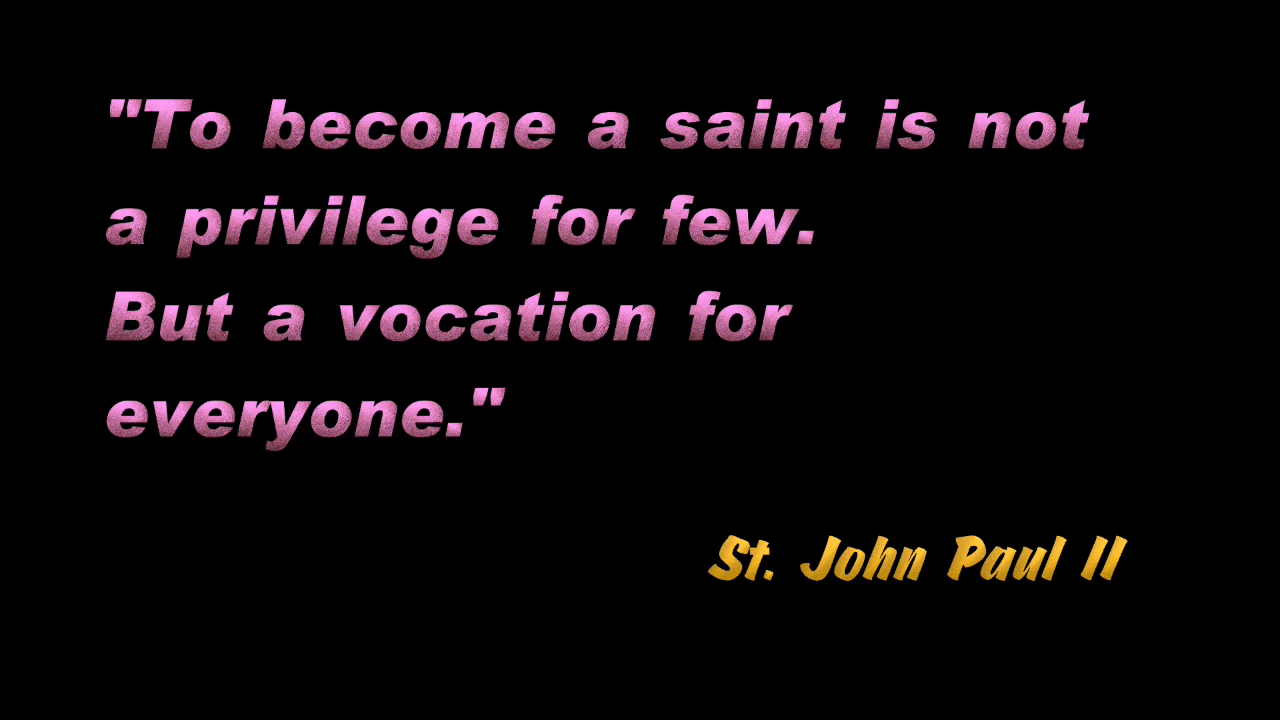 "To become a saint is not
a privilege for few.
But a vocation for
everyone."
St. John Paul II